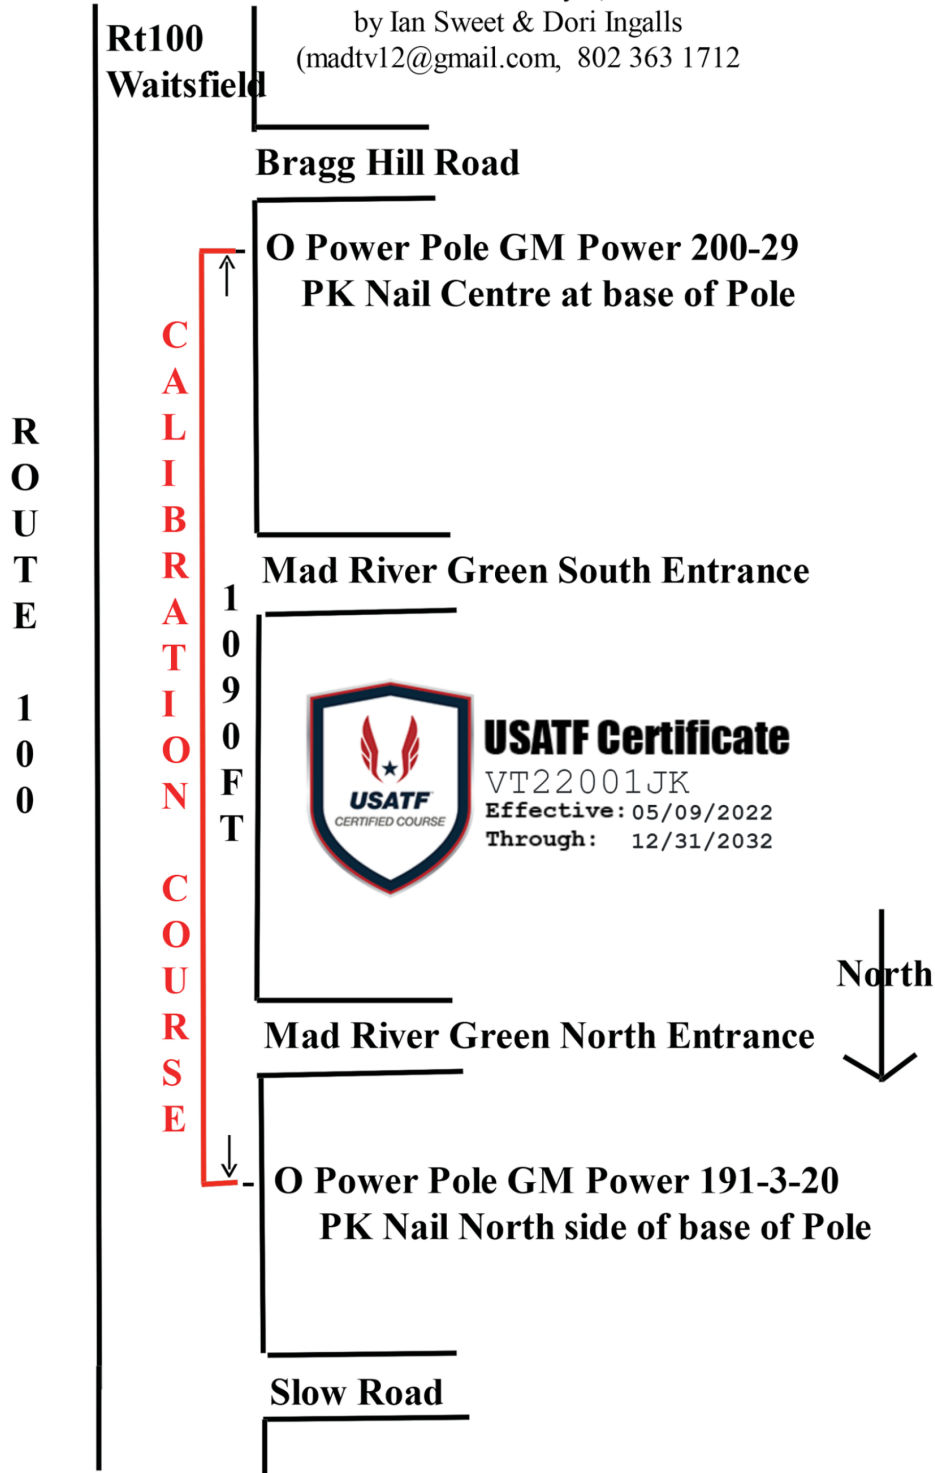 by Ian Sweet & Dori Ingalls
(madtv12@gmail.com, 802 363 1712
Rt100
Waitsfield
Bragg Hill Road
O Power Pole GM Power 200-29
PK Nail Centre at base of Pole
CALIBRATION COURSE
ROUTE 100
1090FT
Mad River Green South Entrance
USATF
CERTIFIED COURSE
USATF Certificate
VT22001JK
Effective: 05/09/2022
Through: 12/31/2032
North
Mad River Green North Entrance
O Power Pole GM Power 191-3-20
PK Nail North side of base of Pole
Slow Road